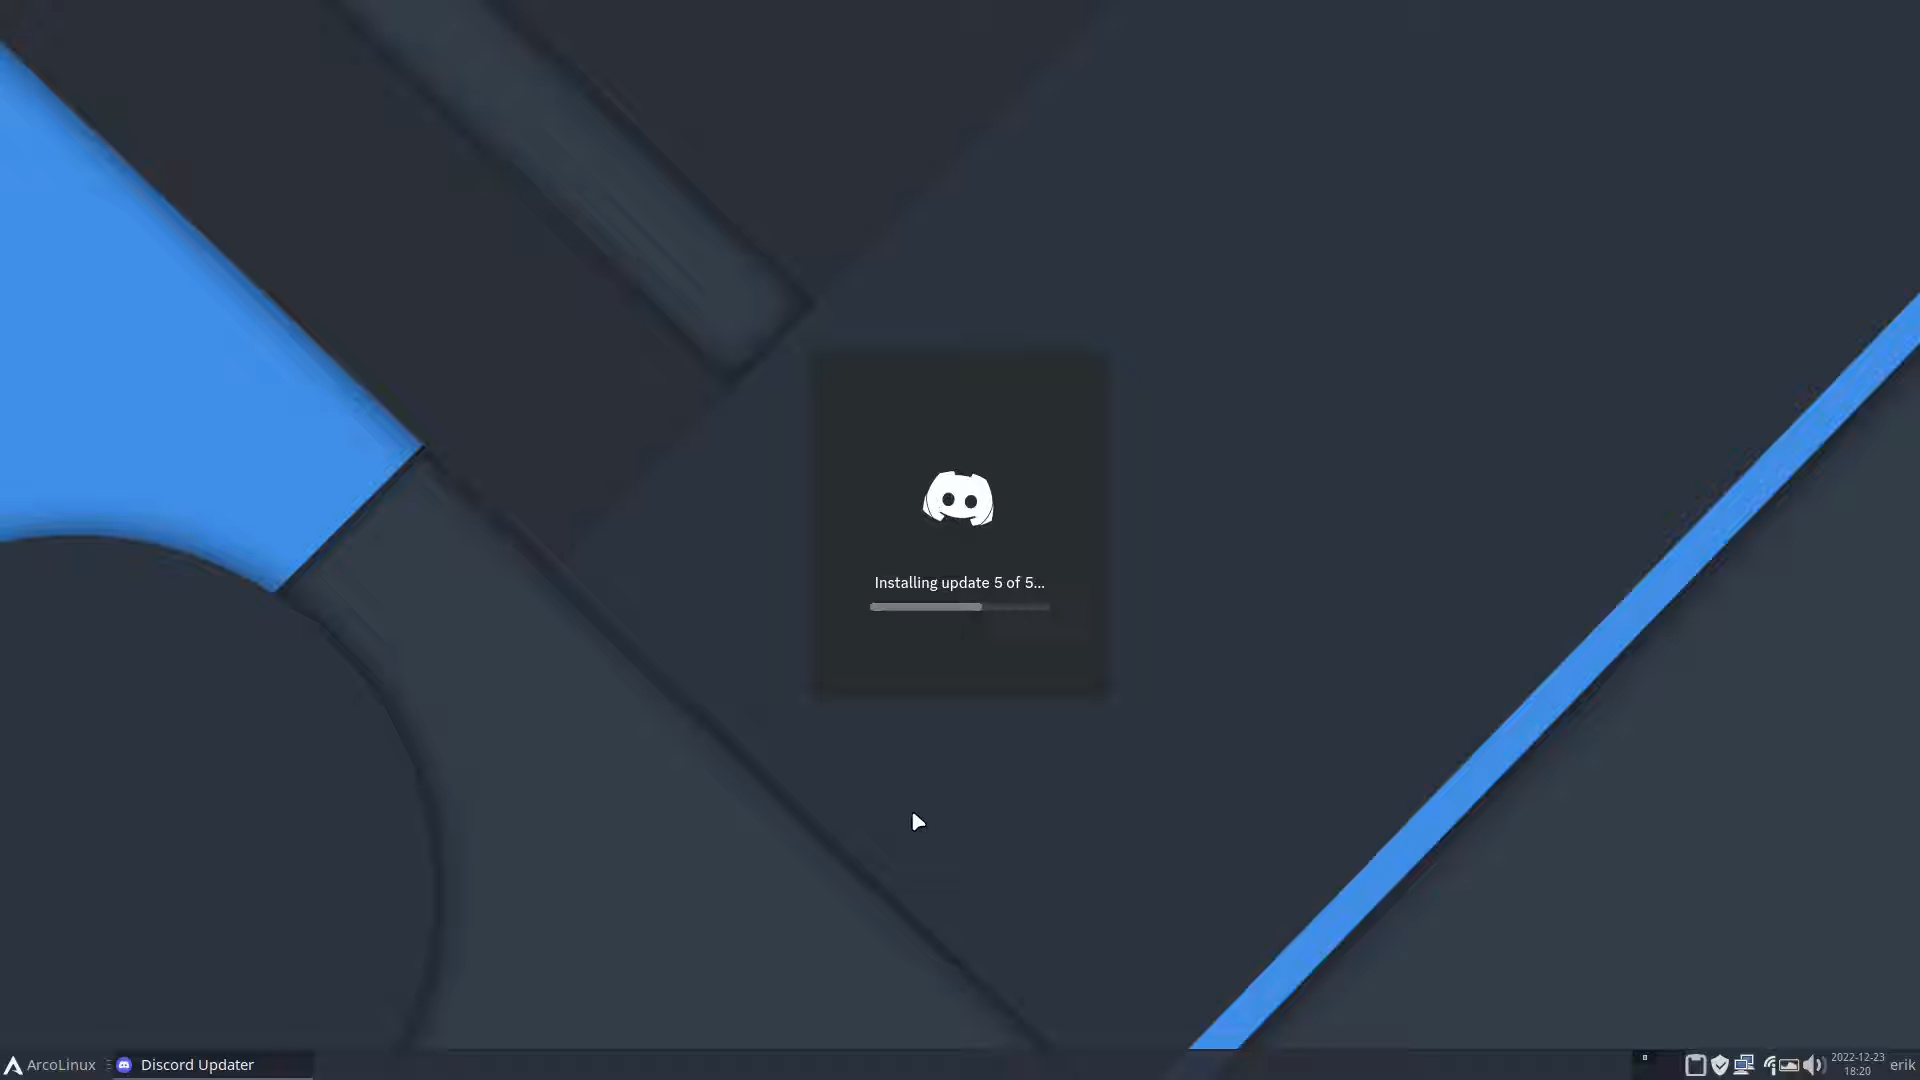 Installing update 5 of 5...
ArcoLinux
Discord Updater
2022-12-23
18:20
erik